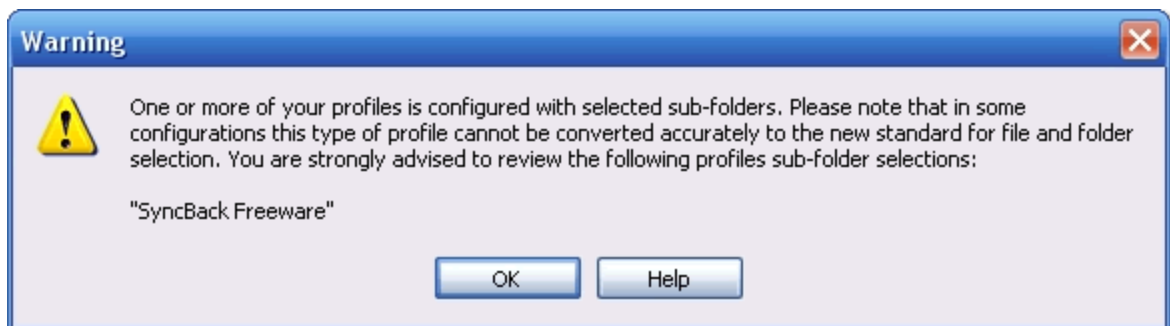 Warning
One or more of your profiles is configured with selected sub-folders. Please note that in some
configurations this type of profile cannot be converted accurately to the new standard for file and folder
selection. You are strongly advised to review the following profiles sub-folder selections:
"SyncBack Freeware"
OK
Help